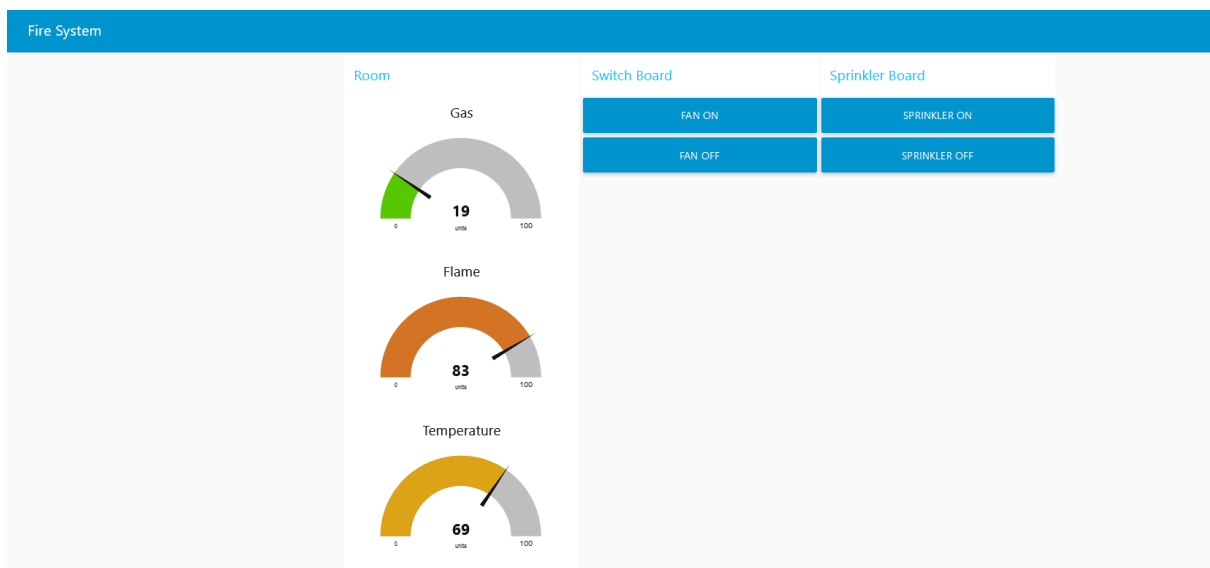 Fire System
Room
Gas
19
units
0
100
Flame
83
units
0
100
Temperature
69
units
0
100
Switch Board
FAN ON
FAN OFF
Sprinkler Board
SPRINKLER ON
SPRINKLER OFF